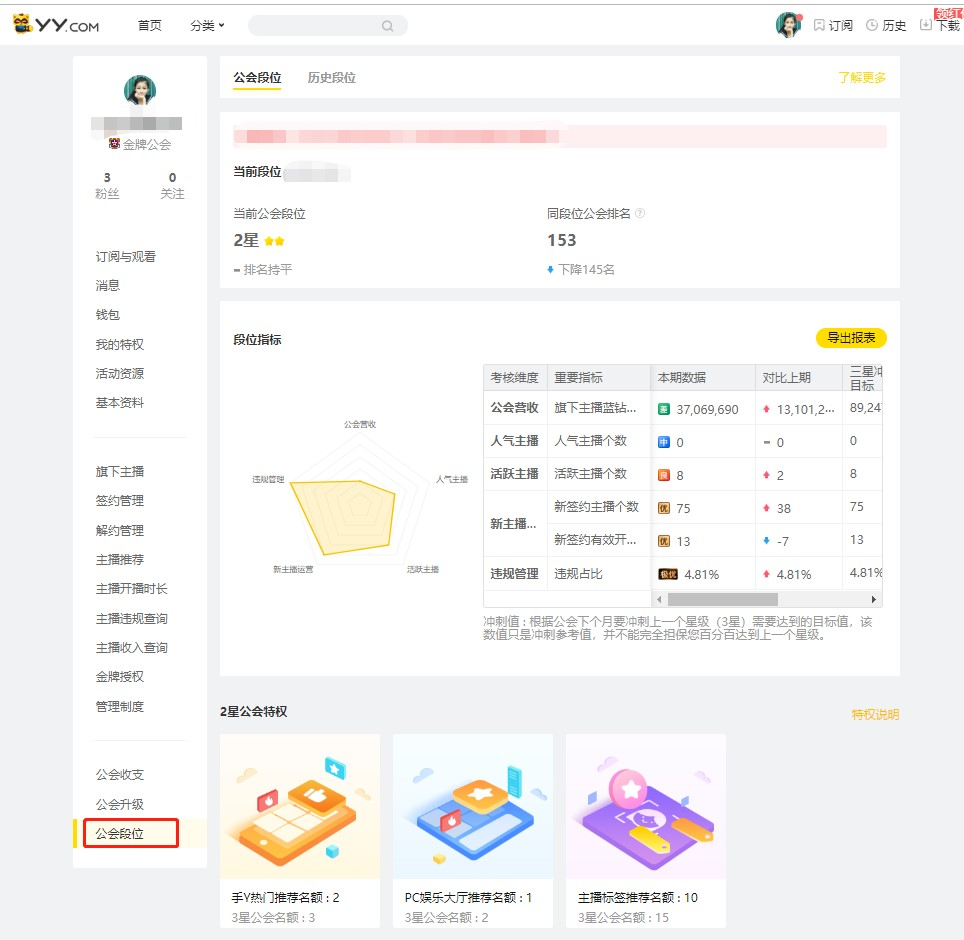 YY.COM
首页
分类
订阅
历史
下载
金牌公会
3
0
粉丝
关注
订阅与观看
消息
钱包
我的特权
活动资源
基本资料
旗下主播
签约管理
解约管理
主播推荐
主播开播时长
主播违规查询
主播收入查询
金牌授权
管理制度
公会收支
公会升级
公会段位
公会段位
历史段位
了解更多
当前段位
当前公会段位
同段位公会排名
2星
153
排名持平
下降145名
段位指标
导出报表
公会营收
人气主播
活跃主播
新主播运营
违规管理
考核维度 重要指标 本期数据 对比上期 三星冲
目标
公会营收 旗下主播蓝钻... 差 37,069,690 13,101,2... 89,247
人气主播 人气主播个数 中 0 0 0
活跃主播 活跃主播个数 良 8 2 8
新主播... 新签约主播个数 优 75 38 75
新签约有效开... 优 13 -7 13
违规管理 违规占比 极优 4.81% 4.81% 4.81%
冲刺值：根据公会下个月要冲刺上一个星级（3星）需要达到的目标值，该
数值只是冲刺参考值，并不能完全担保您百分百达到上一个星级。
2星公会特权
特权说明
手Y热门推荐名额：2
3星公会名额：3
PC娱乐大厅推荐名额：1
3星公会名额：2
主播标签推荐名额：10
3星公会名额：15